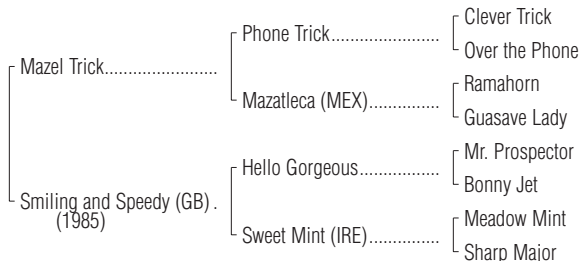 Clever Trick
Phone Trick.......................
Over the Phone
Mazel Trick........................
Ramahorn
Mazatleca (MEX)...............
Guasave Lady
Mr. Prospector
Hello Gorgeous.................
Bonny Jet
Smiling and Speedy (GB) .
(1985)
Meadow Mint
Sweet Mint (IRE)...............
Sharp Major